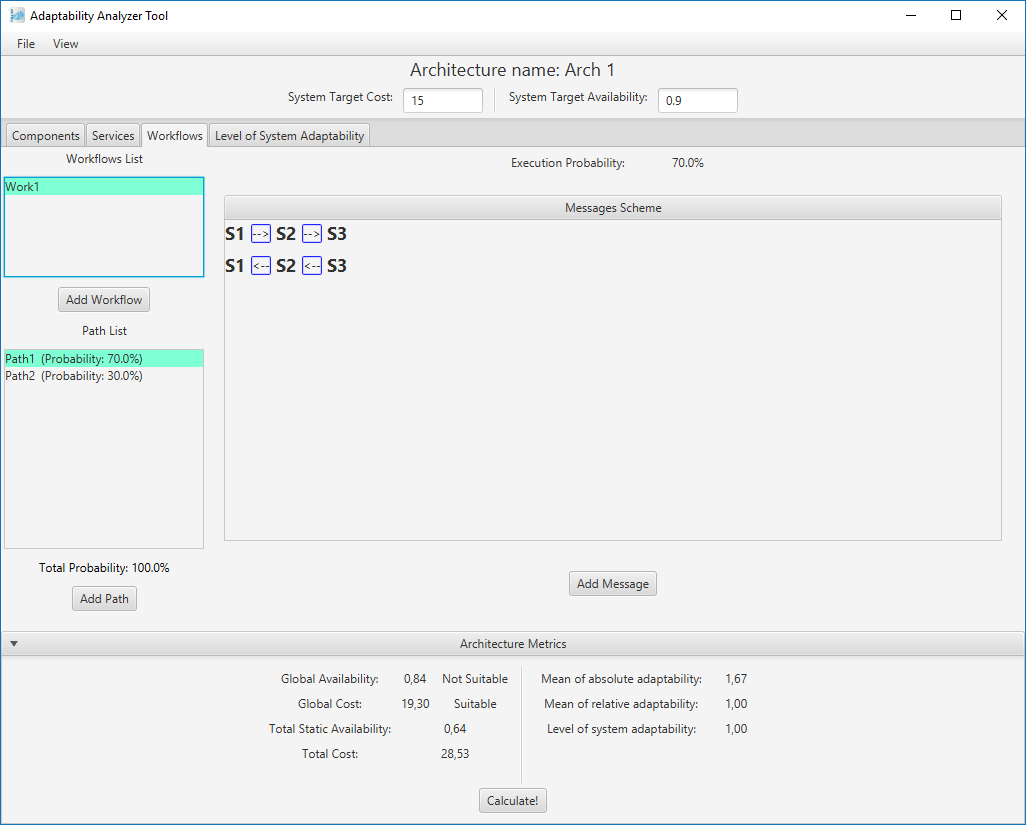 Adaptability Analyzer Tool
File View
Architecture name: Arch 1
System Target Cost: 15 System Target Availability: 0.9
Components Services Workflows Level of System Adaptability
Workflows List
Work1
Add Workflow
Path List
Path1 (Probability: 70.0%)
Path2 (Probability: 30.0%)
Total Probability: 100.0%
Add Path
Execution Probability: 70.0%
Messages Scheme
S1 --> S2 --> S3
S1 <-- S2 <-- S3
Add Message
Architecture Metrics
Global Availability: 0,84 Not Suitable
Global Cost: 19,30 Suitable
Total Static Availability: 0,64
Total Cost: 28,53
Mean of absolute adaptability: 1,67
Mean of relative adaptability: 1,00
Level of system adaptability: 1,00
Calculate!